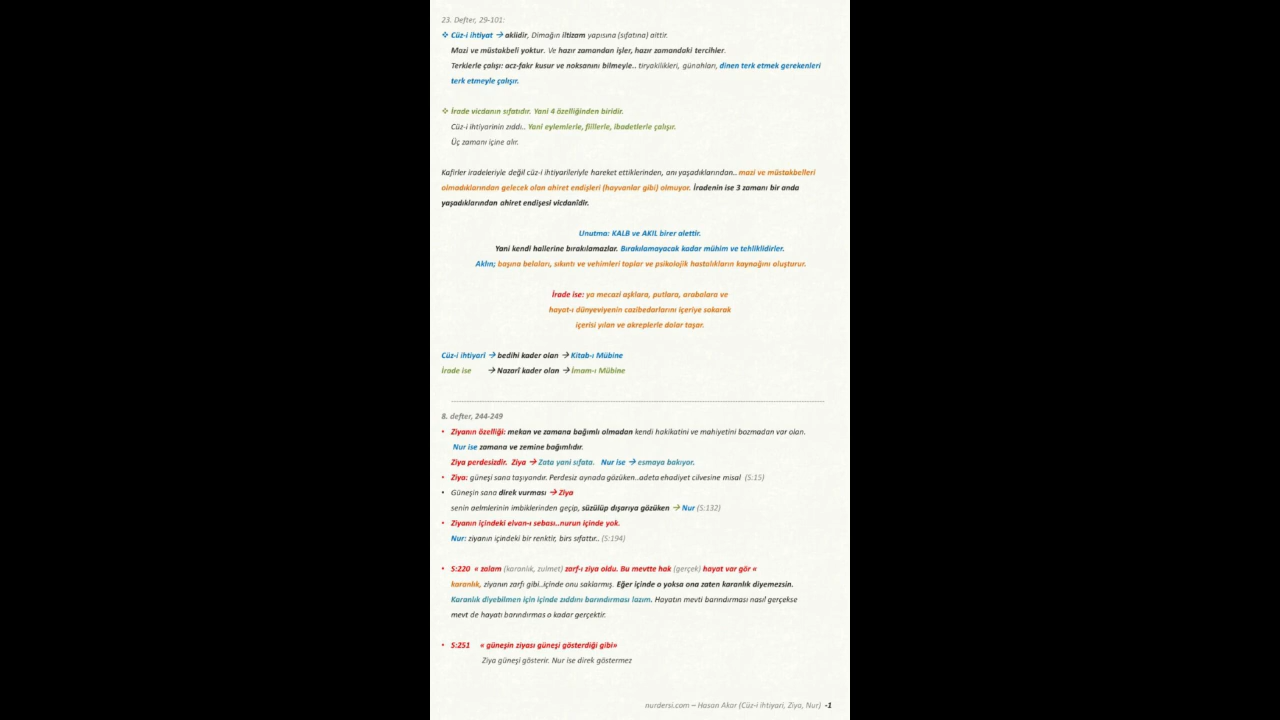 23. Defter, 29-101:
❖ Cüz-i ihtiyat → aklidir, Dimağın iltizam yapısına (sıfatına) aittir.
Mazi ve müstakbeli yoktur. Ve hazır zamandan işler, hazır zamandaki tercihler.
Terklerle çalışı: acz-fakr kusur ve noksanını bilmeyle.. tiryakilikleri, günahları, dinen terk etmek gerekenleri
terk etmeyle çalışır.
❖ İrade vicdanın sıfatıdır. Yani 4 özelliğinden biridir.
Cüz-i ihtiyarinin zıddı.. Yani eylemlerle, fiillerle, ibadetlerle çalışır.
Üç zamanı içine alır.
Kafirler iradeleriyle değil cüz-i ihtiyarileriyle hareket ettiklerinden, anı yaşadıklarından..mazi ve müstakbelleri
olmadıklarından gelecek olan ahiret endişleri (hayvanlar gibi) olmuyor. İradenin ise 3 zamanı bir anda
yaşadıklarından ahiret endişesi vicdanîdir.
Unutma: KALB ve AKIL birer alettir.
Yani kendi hallerine bırakılamazlar. Bırakılamayacak kadar mühim ve tehliklidirler.
Aklın; başına belaları, sıkıntı ve vehimleri toplar ve psikolojik hastalıkların kaynağını oluşturur.
İrade ise: ya mecazi aşklara, putlara, arabalara ve
hayat-ı dünyeviyenin cazibedarlarını içeriye sokarak
içerisi yılan ve akreplerle dolar taşar.
Cüz-i ihtiyarî → bedihi kader olan → Kitab-ı Mübine
İrade ise → Nazarî kader olan → İmam-ı Mübine
8. defter, 244-249
• Ziyanın özelliği: mekan ve zamana bağımlı olmadan kendi hakikatini ve mahiyetini bozmadan var olan.
Nur ise zamana ve zemine bağımlıdır.
Ziya perdesizdir. Ziya → Zata yani sıfata. Nur ise → esmaya bakıyor.
• Ziya: güneşi sana taşıyandır. Perdesiz aynada gözüken..adeta ehadiyet cilvesine misal (S:15)
• Güneşin sana direk vurması → Ziya
senin aelmlerinin imbiklerinden geçip, süzülüp dışarıya gözüken → Nur (S:132)
• Ziyanın içindeki elvan-ı sebası..nurun içinde yok.
Nur: ziyanın içindeki bir renktir, birs sıfattır.. (S:194)
• S:220 « zalam (karanlık, zulmet) zarf-ı ziya oldu. Bu mevtte hak (gerçek) hayat var gör «
karanlık, ziyanın zarfı gibi..içinde onu saklarmış. Eğer içinde o yoksa ona zaten karanlık diyemezsin.
Karanlık diyebilmen için içinde zıddını barındırması lazım. Hayatın mevti barındırması nasıl gerçekse
mevt de hayatı barındırmas o kadar gerçektir.
• S:251 « güneşin ziyası güneşi gösterdiği gibi»
Ziya güneşi gösterir. Nur ise direk göstermez
nurdersi.com – Hasan Akar (Cüz-i ihtiyari, Ziya, Nur) -1